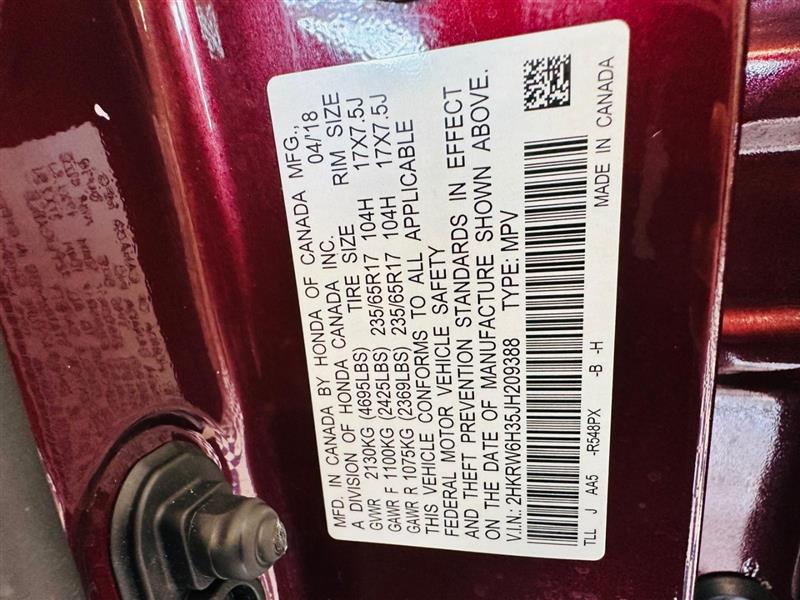 MFD. IN CANADA BY HONDA OF CANADA MFG.,
A DIVISION OF HONDA CANADA INC. 04/18
TIRE SIZE RIM SIZE
GVWR 2130KG (4695LBS)
GAWR F 1100KG (2425LBS) 235/65R17 104H 17X7.5J
GAWR R 1075KG (2369LBS) 235/65R17 104H 17X7.5J
THIS VEHICLE CONFORMS TO ALL APPLICABLE
FEDERAL MOTOR VEHICLE SAFETY
AND THEFT PREVENTION STANDARDS IN EFFECT
ON THE DATE OF MANUFACTURE SHOWN ABOVE.
V.I.N.: 2HKRW6H35JH209388 TYPE: MPV
TLL J AA5 -R548PX -B -H MADE IN CANADA